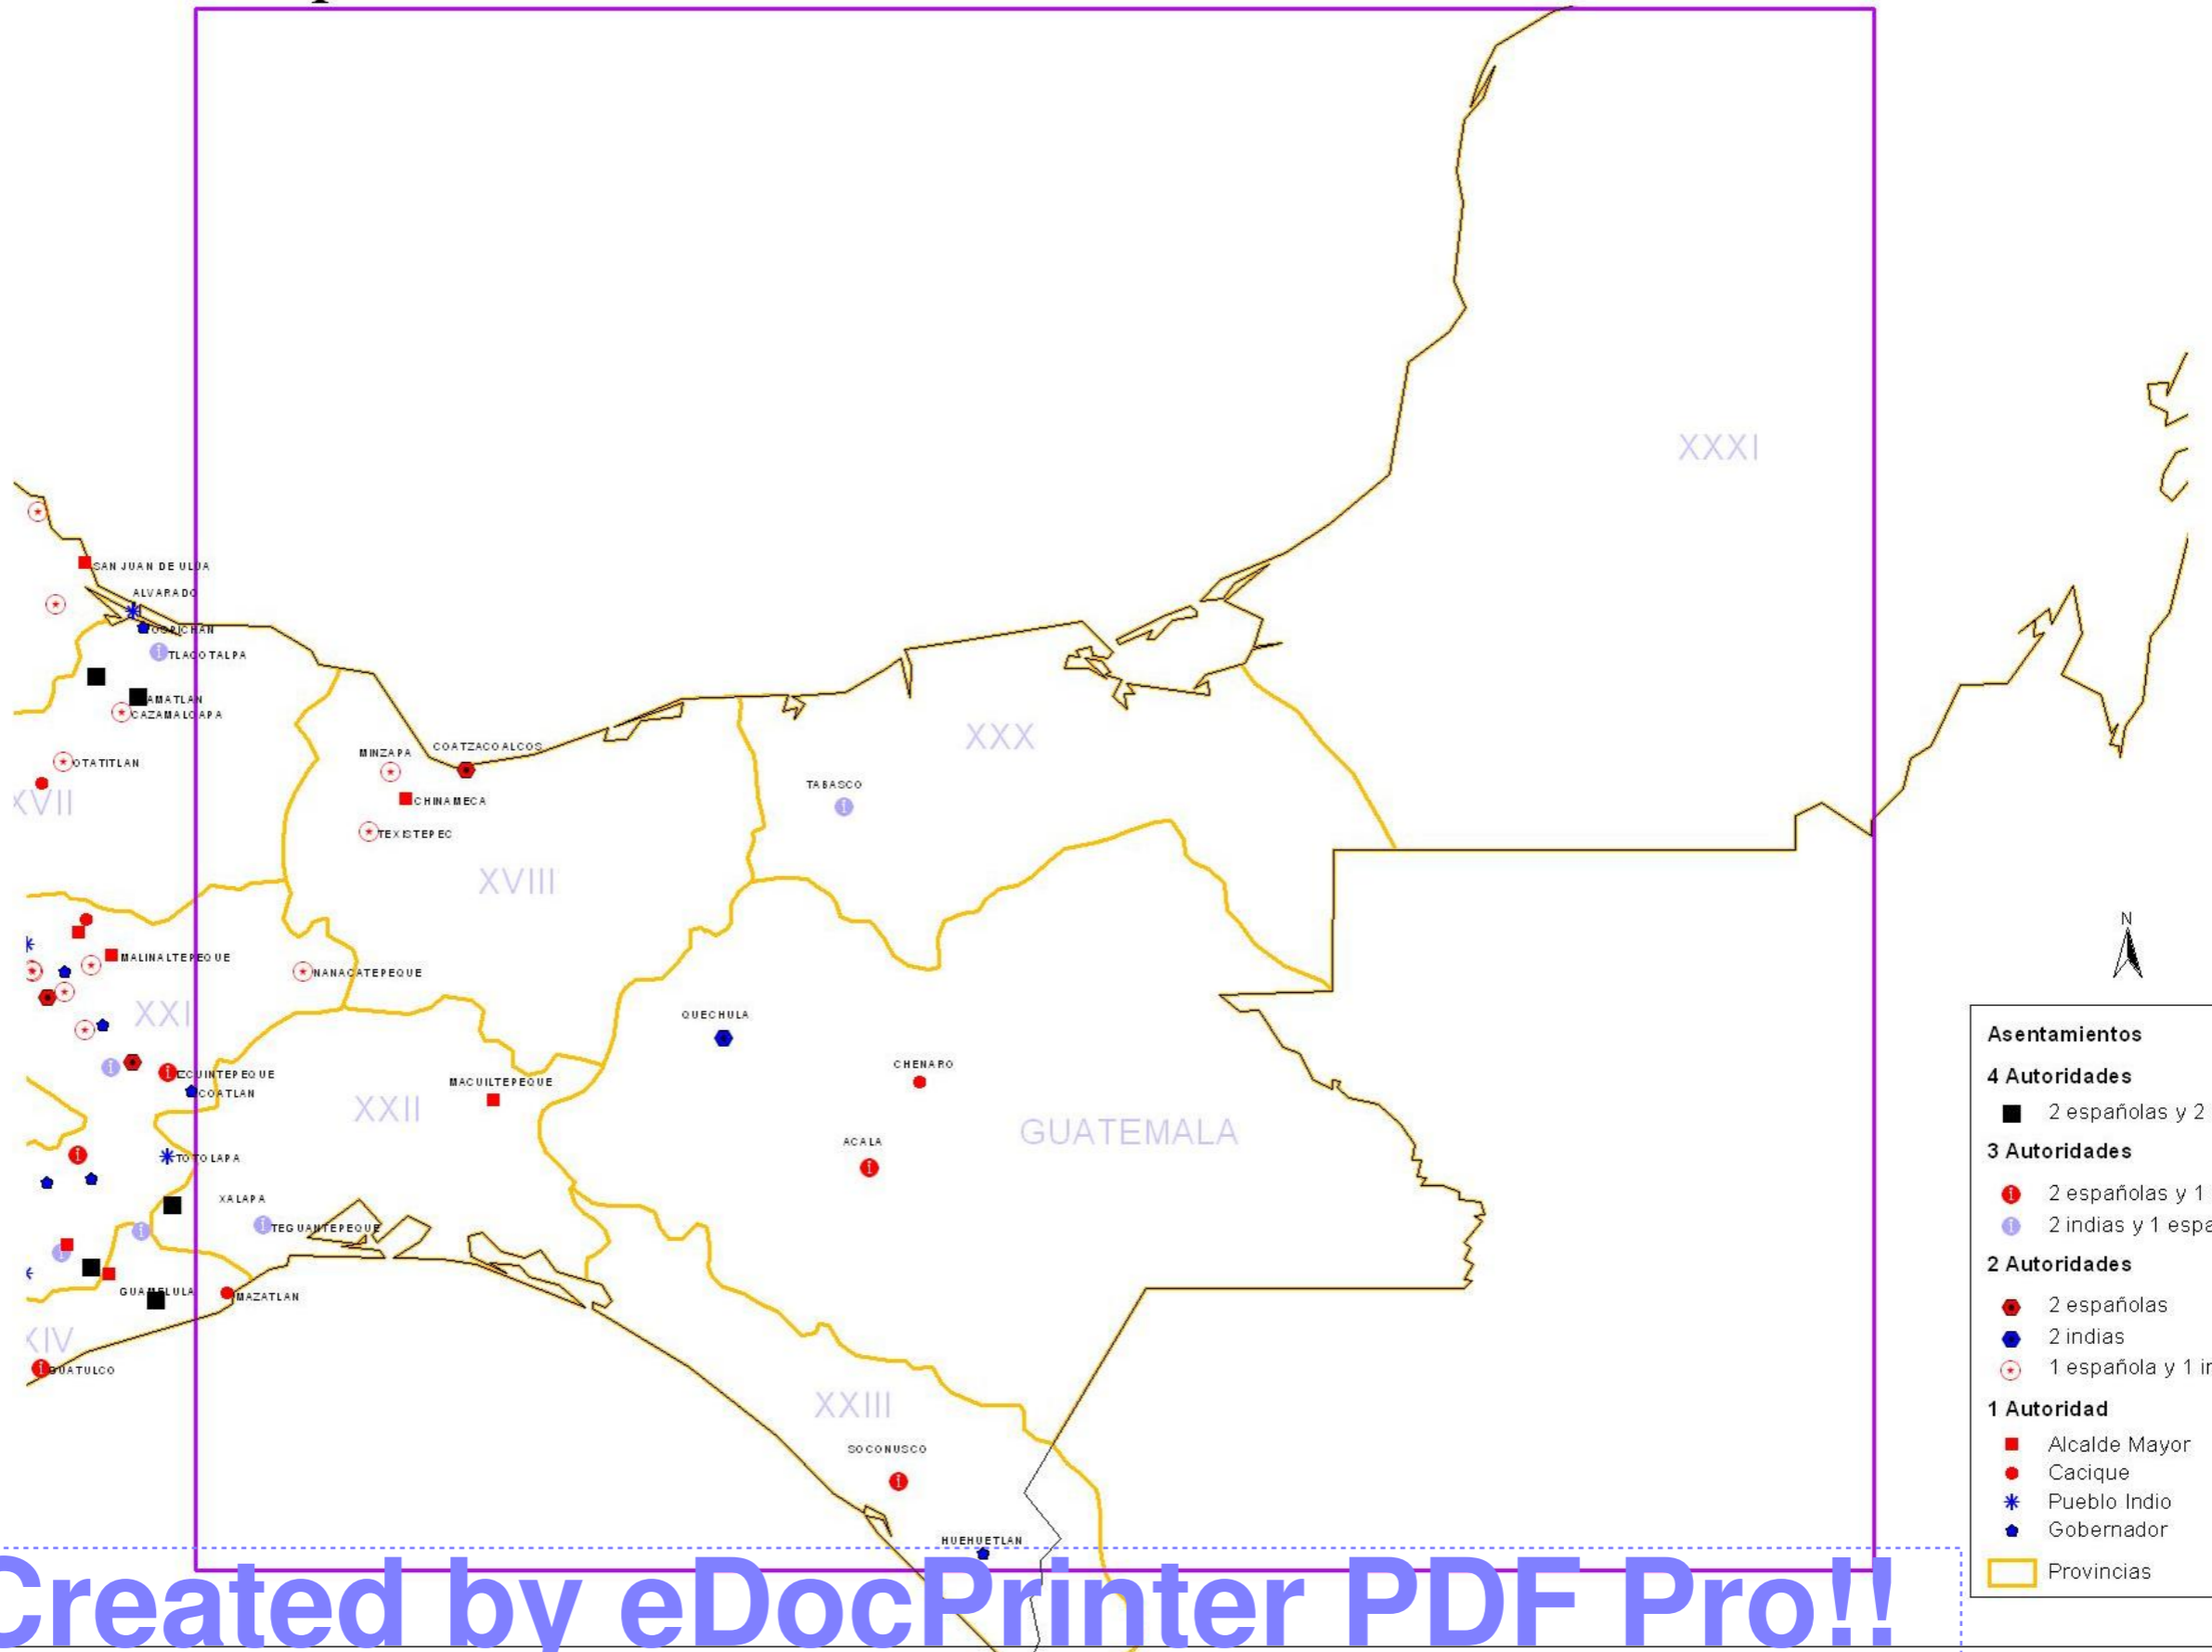 SAN JUAN DE ULUA
ALVARADO
TLACOTALPA
AMATLAN
CAZAMALOAPA
OTATITLAN
XVII
MINZAPA
COATZACOALCOS
CHINAMECA
TEXISTEPEC
XVIII
TABASCO
XXX
XXXI
MALINALTEPEQUE
NANACATEPEQUE
XXI
QUECHULA
CHENARO
ECUINTEPEQUE
COATLAN
MACUILTEPEQUE
XXII
ACALA
GUATEMALA
TOTOLAPA
XALAPA
TEGUANTEPEQUE
GUAMELULA
MAZATLAN
XIV
GUATULCO
XXIII
SOCONUSCO
HUEHUETLAN
N
Asentamientos
4 Autoridades
2 españolas y 2
3 Autoridades
2 españolas y 1
2 indias y 1 espa
2 Autoridades
2 españolas
2 indias
1 española y 1 in
1 Autoridad
Alcalde Mayor
Cacique
Pueblo Indio
Gobernador
Provincias
Created by eDocPrinter PDF Pro!!